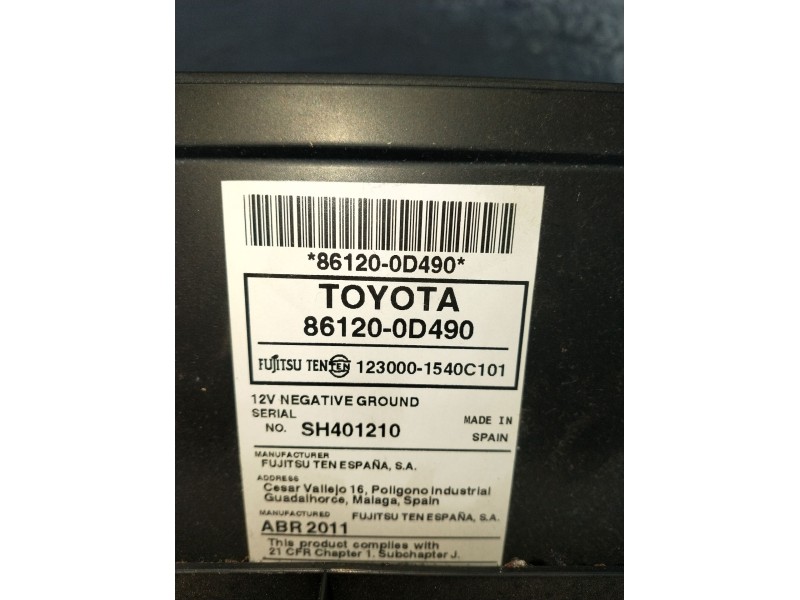 *86120-0D490*
TOYOTA
86120-0D490
FUJITSU TEN TEN 123000-1540C101
12V NEGATIVE GROUND
SERIAL NO. SH401210
MADE IN SPAIN
MANUFACTURER
FUJITSU TEN ESPAÑA, S.A.
ADDRESS
Cesar Vallejo 16, Poligono Industrial
Guadalhorce, Malaga, Spain
MANUFACTURED FUJITSU TEN ESPAÑA, S.A.
ABR 2011
This product complies with
21 CFR Chapter 1. Subchapter J.